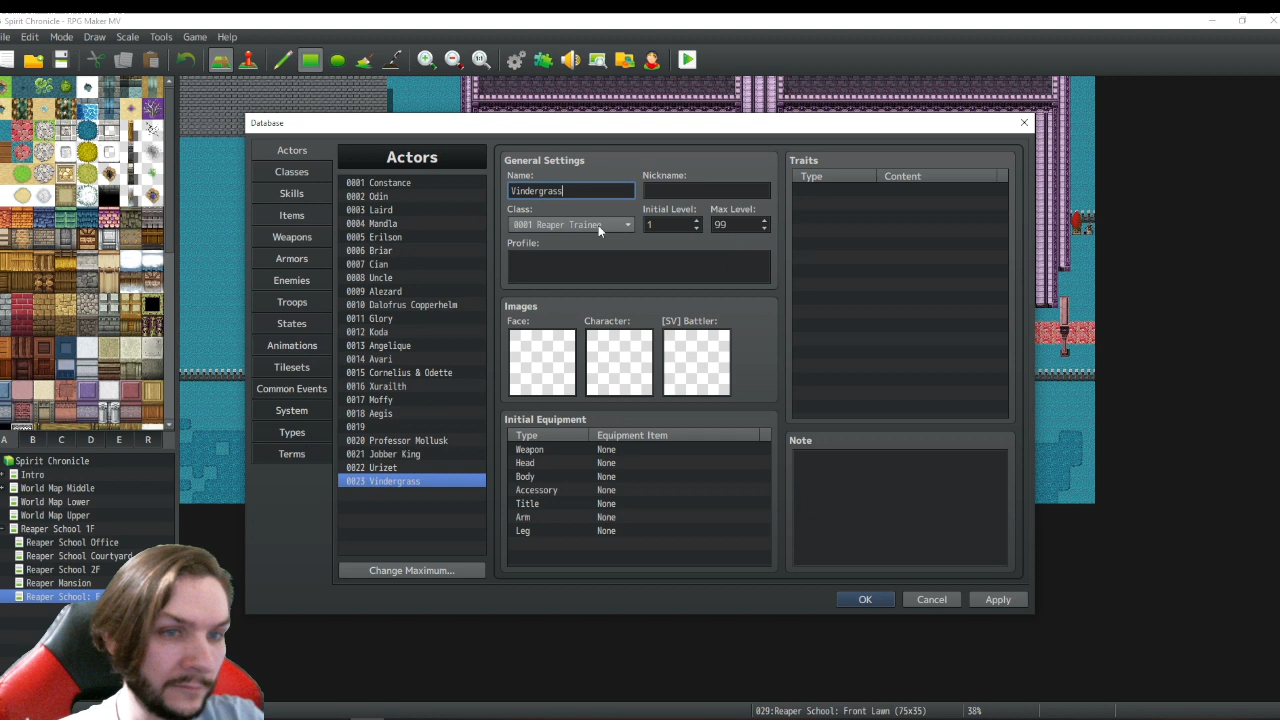 Spirit Chronicle - RPG Maker MV
ile Edit Mode Draw Scale Tools Game Help
1:1
Database
Actors
Classes
Skills
Items
Weapons
Armors
Enemies
Troops
States
Animations
Tilesets
Common Events
System
Types
Terms
Actors
0001 Constance
0002 Odin
0003 Laird
0004 Mandla
0005 Erilson
0006 Briar
0007 Cian
0008 Uncle
0009 Alezard
0010 Dalofrus Copperhelm
0011 Glory
0012 Koda
0013 Angelique
0014 Avari
0015 Cornelius & Odette
0016 Xurailth
0017 Moffy
0018 Aegis
0019
0020 Professor Mollusk
0021 Jobber King
0022 Urizet
0023 Vindergrass
Change Maximum...
General Settings
Name: Nickname:
Vindergrass
Class: Initial Level: Max Level:
0001 Reaper Trainee 1 99
Profile:
Images
Face: Character: [SV] Battler:
Initial Equipment
Type Equipment Item
Weapon None
Head None
Body None
Accessory None
Title None
Arm None
Leg None
Traits
Type Content
Note
OK Cancel Apply
A B C D E R
Spirit Chronicle
Intro
World Map Middle
World Map Lower
World Map Upper
Reaper School 1F
Reaper School Office
Reaper School Courtyard
Reaper School 2F
Reaper Mansion
Reaper School: F
029:Reaper School: Front Lawn (75x35) 38%